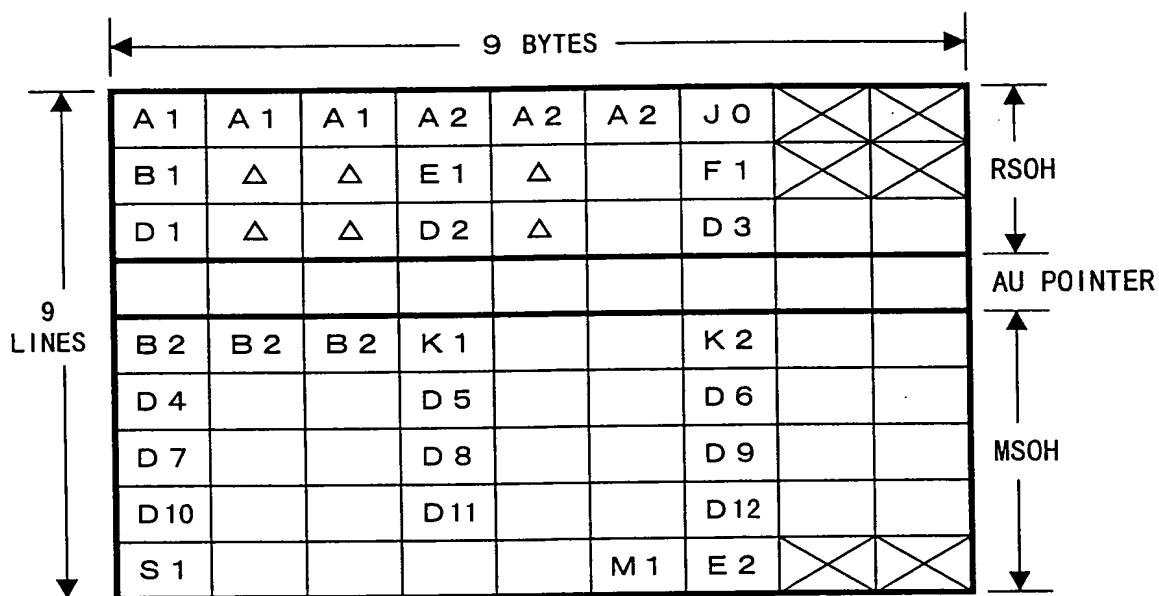 9 BYTES
A1 A1 A1 A2 A2 A2 J0
B1 △ △ E1 △ F1
RSOH
D1 △ △ D2 △ D3
AU POINTER
9
LINES
B2 B2 B2 K1 K2
D4 D5 D6
D7 D8 D9
MSOH
D10 D11 D12
S1 M1 E2